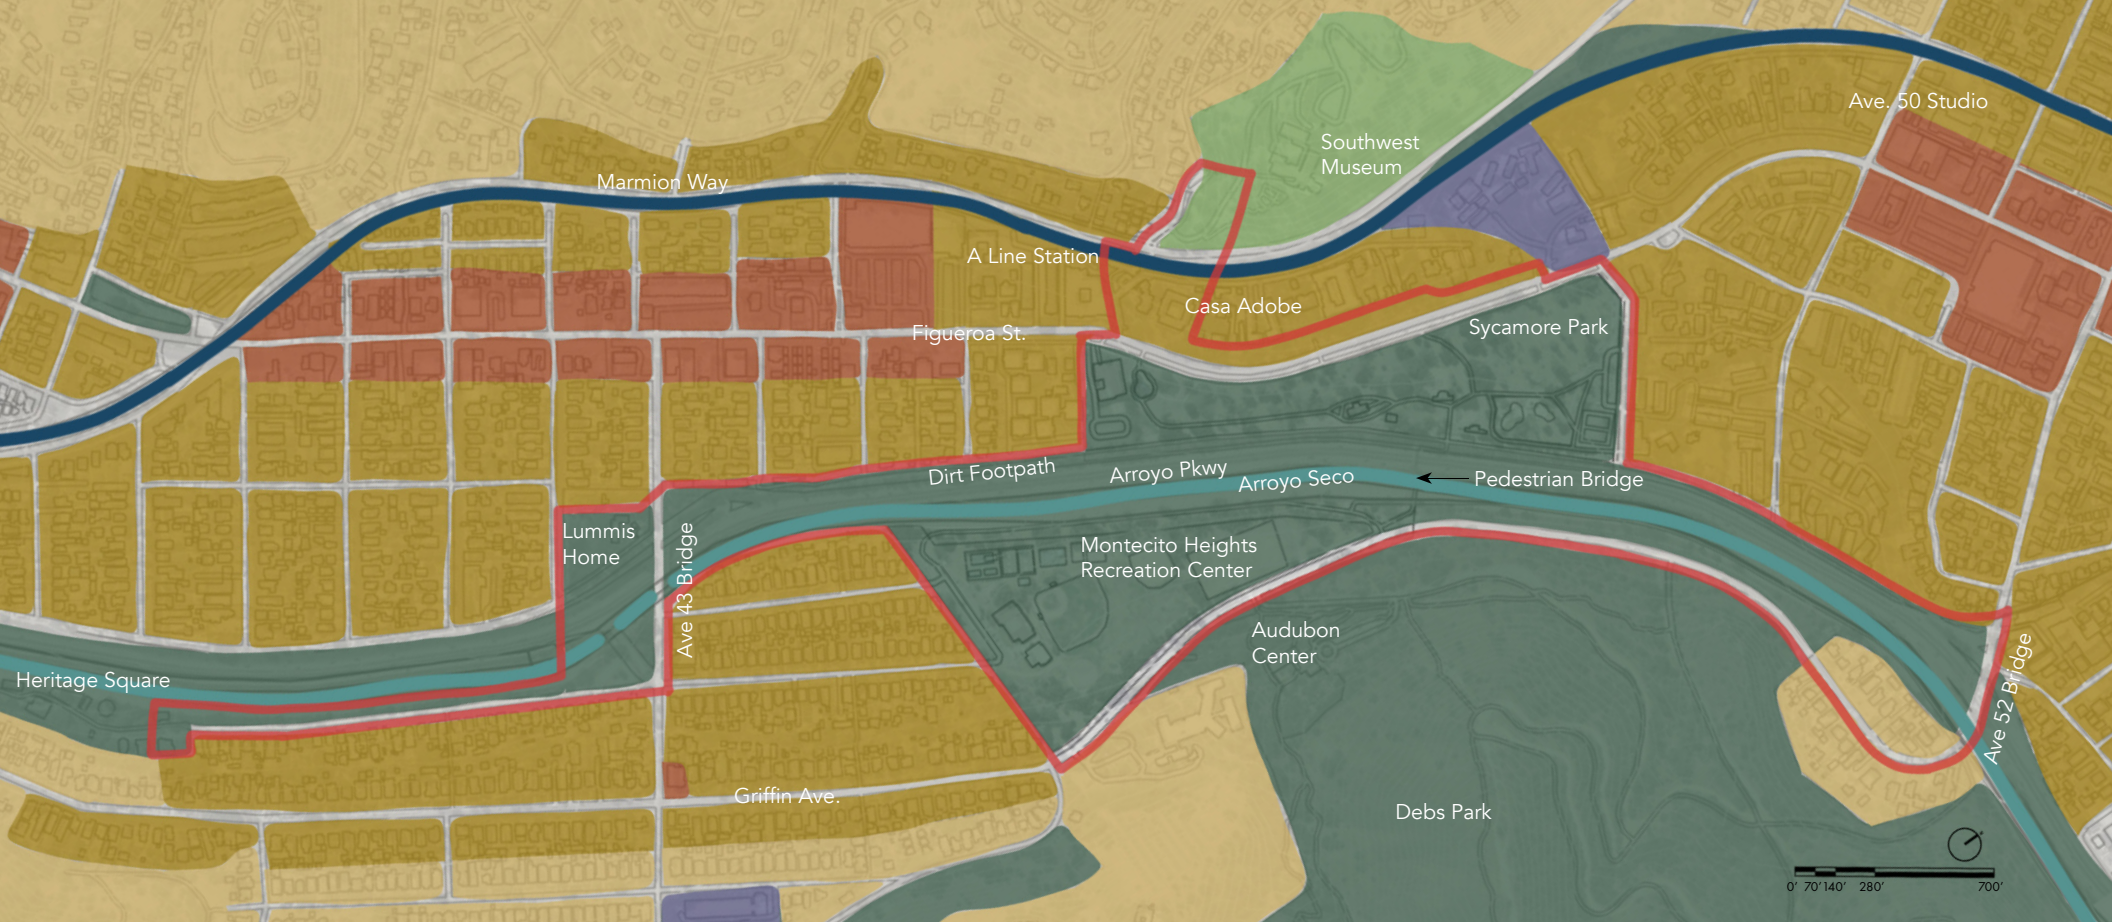 Ave. 50 Studio
Southwest
Museum
Marmion Way
A Line Station
Casa Adobe
Figueroa St.
Sycamore Park
Dirt Footpath
Arroyo Pkwy
Arroyo Seco
Pedestrian Bridge
Lummis
Home
Ave 43 Bridge
Montecito Heights
Recreation Center
Audubon
Center
Heritage Square
Ave 52 Bridge
Griffin Ave.
Debs Park
0' 70' 140' 280' 700'